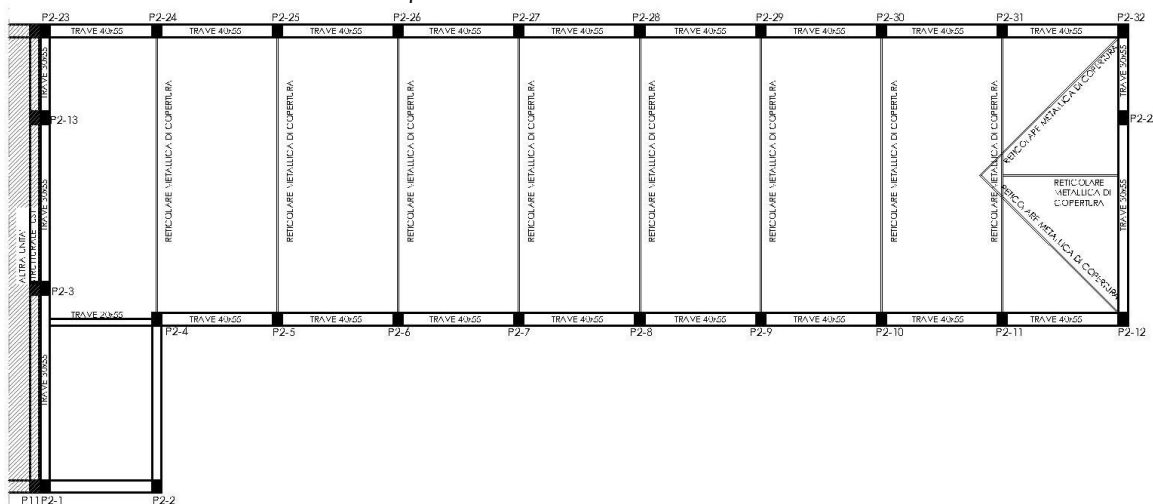 P2-23
P2-24
P2-25
P2-26
P2-27
P2-28
P2-29
P2-30
P2-31
P2-32
TRAVE 40x55
TRAVE 40x55
TRAVE 40x55
TRAVE 40x55
TRAVE 40x55
TRAVE 40x55
TRAVE 40x55
TRAVE 40x55
TRAVE 40x55
TRAVE 30x55
TRAVE 30x55
P2-13
P2-2
RETICOLARE METALLICA DI COPERTURA
RETICOLARE METALLICA DI COPERTURA
RETICOLARE METALLICA DI COPERTURA
RETICOLARE METALLICA DI COPERTURA
RETICOLARE METALLICA DI COPERTURA
RETICOLARE METALLICA DI COPERTURA
RETICOLARE METALLICA DI COPERTURA
RETICOLARE METALLICA DI COPERTURA
RETICOLARE METALLICA DI COPERTURA
RETICOLARE
METALLICA DI
COPERTURA
RETICOLARE METALLICA DI COPERTURA
TRAVE 30x55
TRAVE 30x55
ALTRA UNITA'
STRUTTURALE
P2-3
TRAVE 20x55
TRAVE 40x55
TRAVE 40x55
TRAVE 40x55
TRAVE 40x55
TRAVE 40x55
TRAVE 40x55
TRAVE 40x55
TRAVE 40x55
P2-4
P2-5
P2-6
P2-7
P2-8
P2-9
P2-10
P2-11
P2-12
TRAVE 30x55
P11
P2-1
P2-2